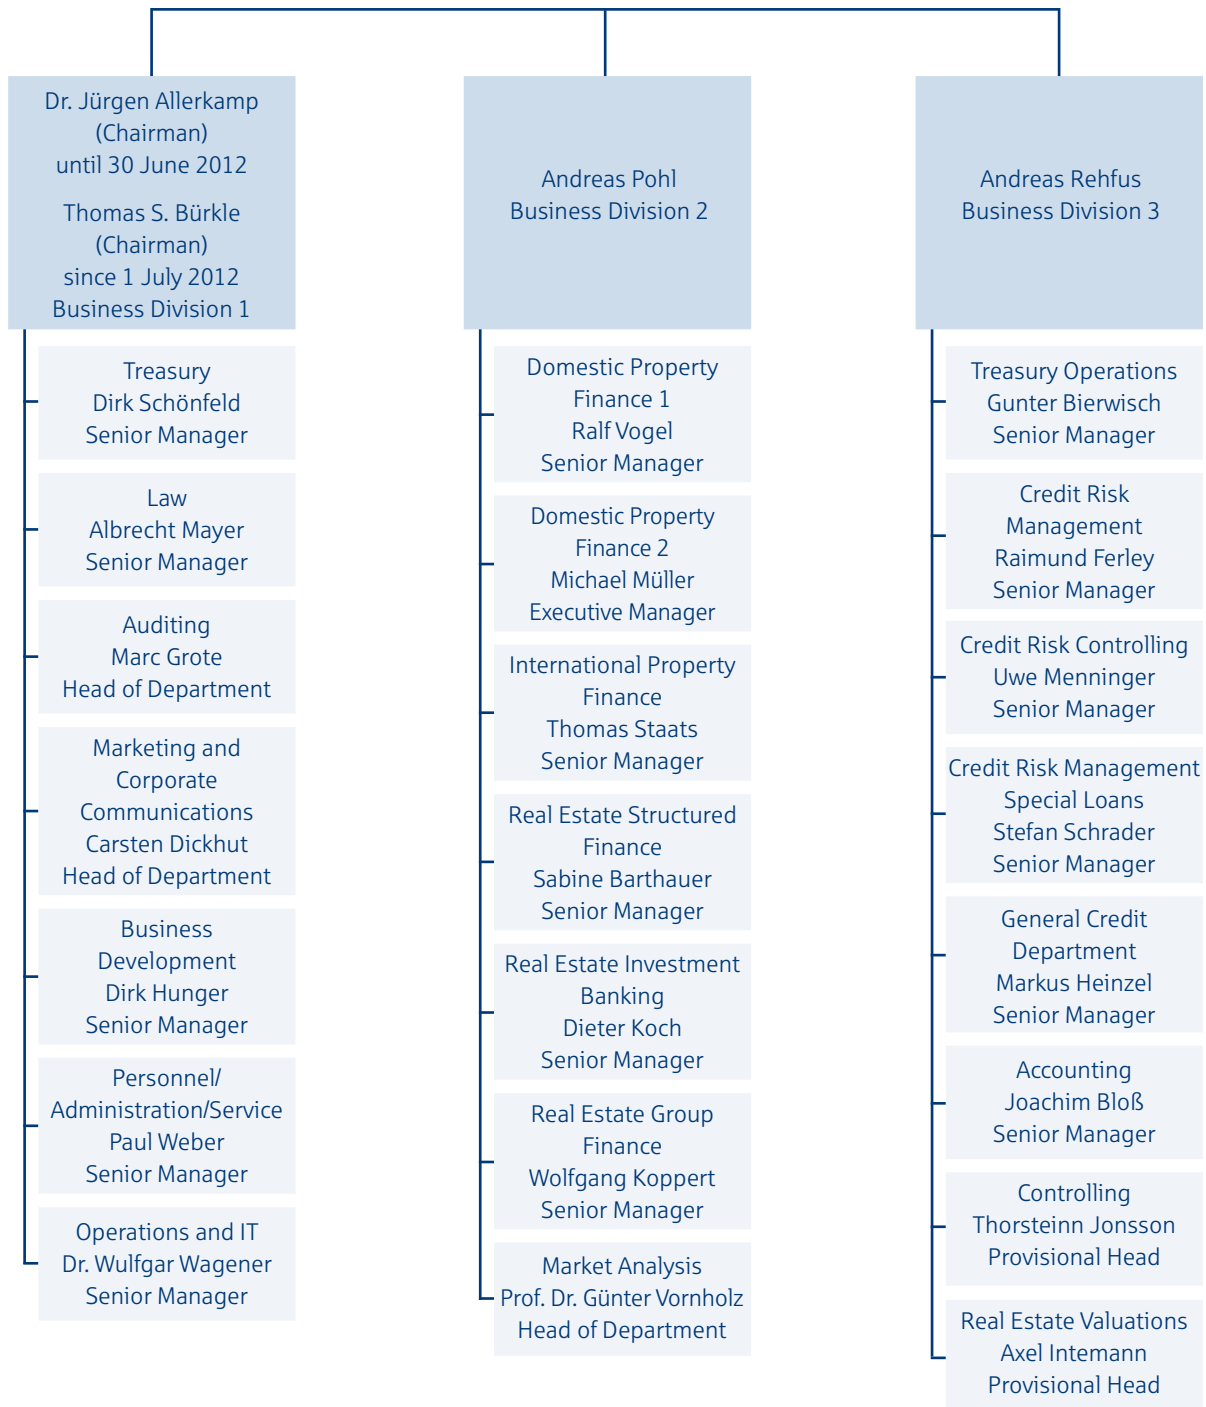 Dr. Jürgen Allerkamp
(Chairman)
until 30 June 2012
Thomas S. Bürkle
(Chairman)
since 1 July 2012
Business Division 1
Treasury
Dirk Schönfeld
Senior Manager
Law
Albrecht Mayer
Senior Manager
Auditing
Marc Grote
Head of Department
Marketing and
Corporate
Communications
Carsten Dickhut
Head of Department
Business
Development
Dirk Hunger
Senior Manager
Personnel/
Administration/Service
Paul Weber
Senior Manager
Operations and IT
Dr. Wulfgar Wagener
Senior Manager
Andreas Pohl
Business Division 2
Domestic Property
Finance 1
Ralf Vogel
Senior Manager
Domestic Property
Finance 2
Michael Müller
Executive Manager
International Property
Finance
Thomas Staats
Senior Manager
Real Estate Structured
Finance
Sabine Barthauer
Senior Manager
Real Estate Investment
Banking
Dieter Koch
Senior Manager
Real Estate Group
Finance
Wolfgang Koppert
Senior Manager
Market Analysis
Prof. Dr. Günter Vornholz
Head of Department
Andreas Rehfus
Business Division 3
Treasury Operations
Gunter Bierwisch
Senior Manager
Credit Risk
Management
Raimund Ferley
Senior Manager
Credit Risk Controlling
Uwe Menninger
Senior Manager
Credit Risk Management
Special Loans
Stefan Schrader
Senior Manager
General Credit
Department
Markus Heinzel
Senior Manager
Accounting
Joachim Bloß
Senior Manager
Controlling
Thorsteinn Jonsson
Provisional Head
Real Estate Valuations
Axel Intemann
Provisional Head